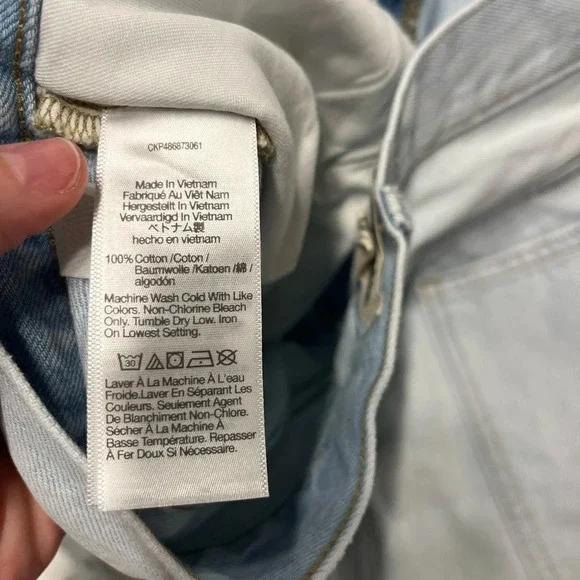 CKP486873061
Made In Vietnam
Fabriqué Au Viêt Nam
Hergestellt In Vietnam
Vervaardigd In Vietnam
ベトナム製
hecho en vietnam
100% Cotton /Coton /
Baumwolle /Katoen /綿 /
algodón
Machine Wash Cold With Like
Colors. Non-Chlorine Bleach
Only. Tumble Dry Low. Iron
On Lowest Setting.
30
Laver À La Machine À L'eau
Froide.Laver En Séparant Les
Couleurs. Seulement Agent
De Blanchiment Non-Chlore.
Sécher À La Machine À
Basse Température. Repasser
À Fer Doux Si Nécessaire.